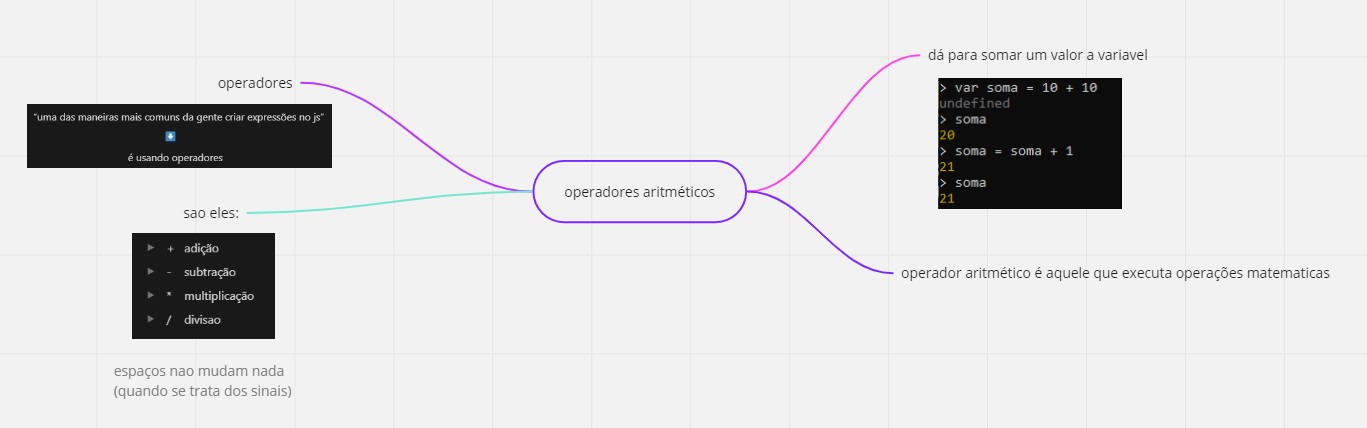 operadores
"uma das maneiras mais comuns da gente criar expressões no js"
é usando operadores
sao eles:
+ adição
- subtração
* multiplicação
/ divisao
espaços nao mudam nada
(quando se trata dos sinais)
operadores aritméticos
dá para somar um valor a variavel
> var soma = 10 + 10
undefined
> soma
20
> soma = soma + 1
21
> soma
21
operador aritmético é aquele que executa operações matematicas